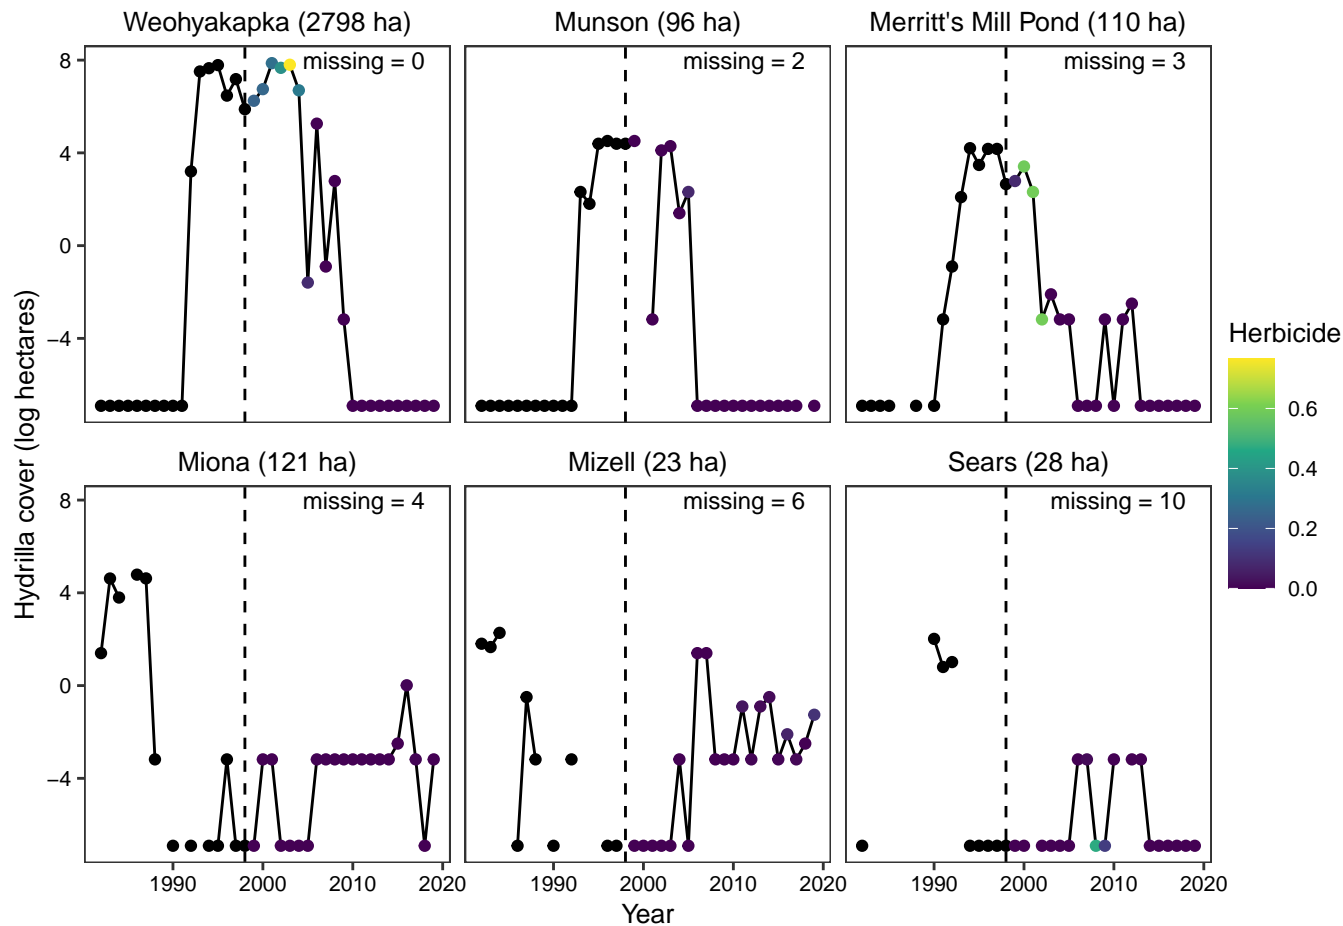 Weohyakapka (2798 ha)
Munson (96 ha)
Merritt's Mill Pond (110 ha)
missing = 0
missing = 2
missing = 3
8
4
0
−4
Miona (121 ha)
Mizell (23 ha)
Sears (28 ha)
missing = 4
missing = 6
missing = 10
8
4
0
−4
1990 2000 2010 2020
1990 2000 2010 2020
1990 2000 2010 2020
Year
Hydrilla cover (log hectares)
Herbicide
0.6
0.4
0.2
0.0